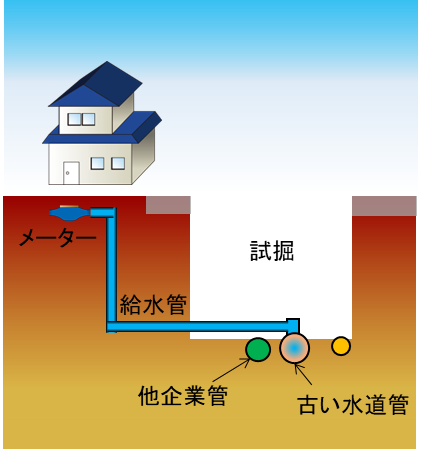 試掘
メーター
給水管
他企業管
古い水道管